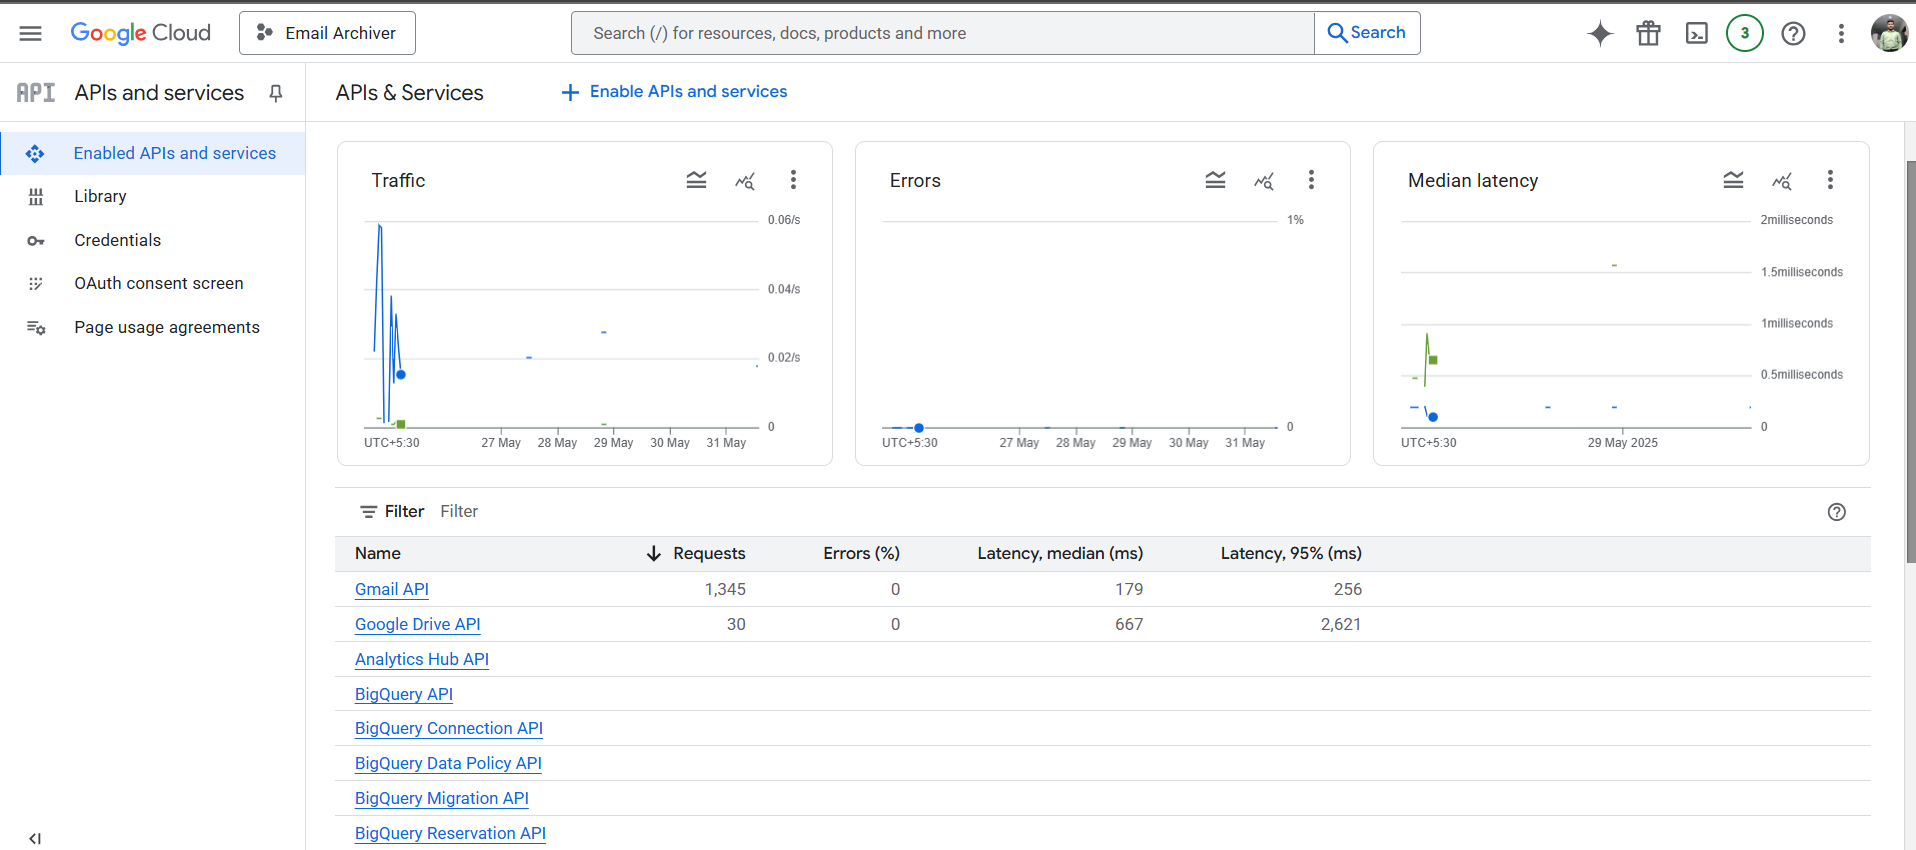 Google Cloud
Email Archiver
Search (/) for resources, docs, products and more
Search
3
API
APIs and services
APIs & Services
Enable APIs and services
Enabled APIs and services
Library
Credentials
OAuth consent screen
Page usage agreements
Traffic
0.06/s
0.04/s
0.02/s
0
UTC+5:30 27 May 28 May 29 May 30 May 31 May
Errors
1%
0
UTC+5:30 27 May 28 May 29 May 30 May 31 May
Median latency
2milliseconds
1.5milliseconds
1milliseconds
0.5milliseconds
0
UTC+5:30 29 May 2025
Filter Filter
Name Requests Errors (%) Latency, median (ms) Latency, 95% (ms)
Gmail API 1,345 0 179 256
Google Drive API 30 0 667 2,621
Analytics Hub API
BigQuery API
BigQuery Connection API
BigQuery Data Policy API
BigQuery Migration API
BigQuery Reservation API